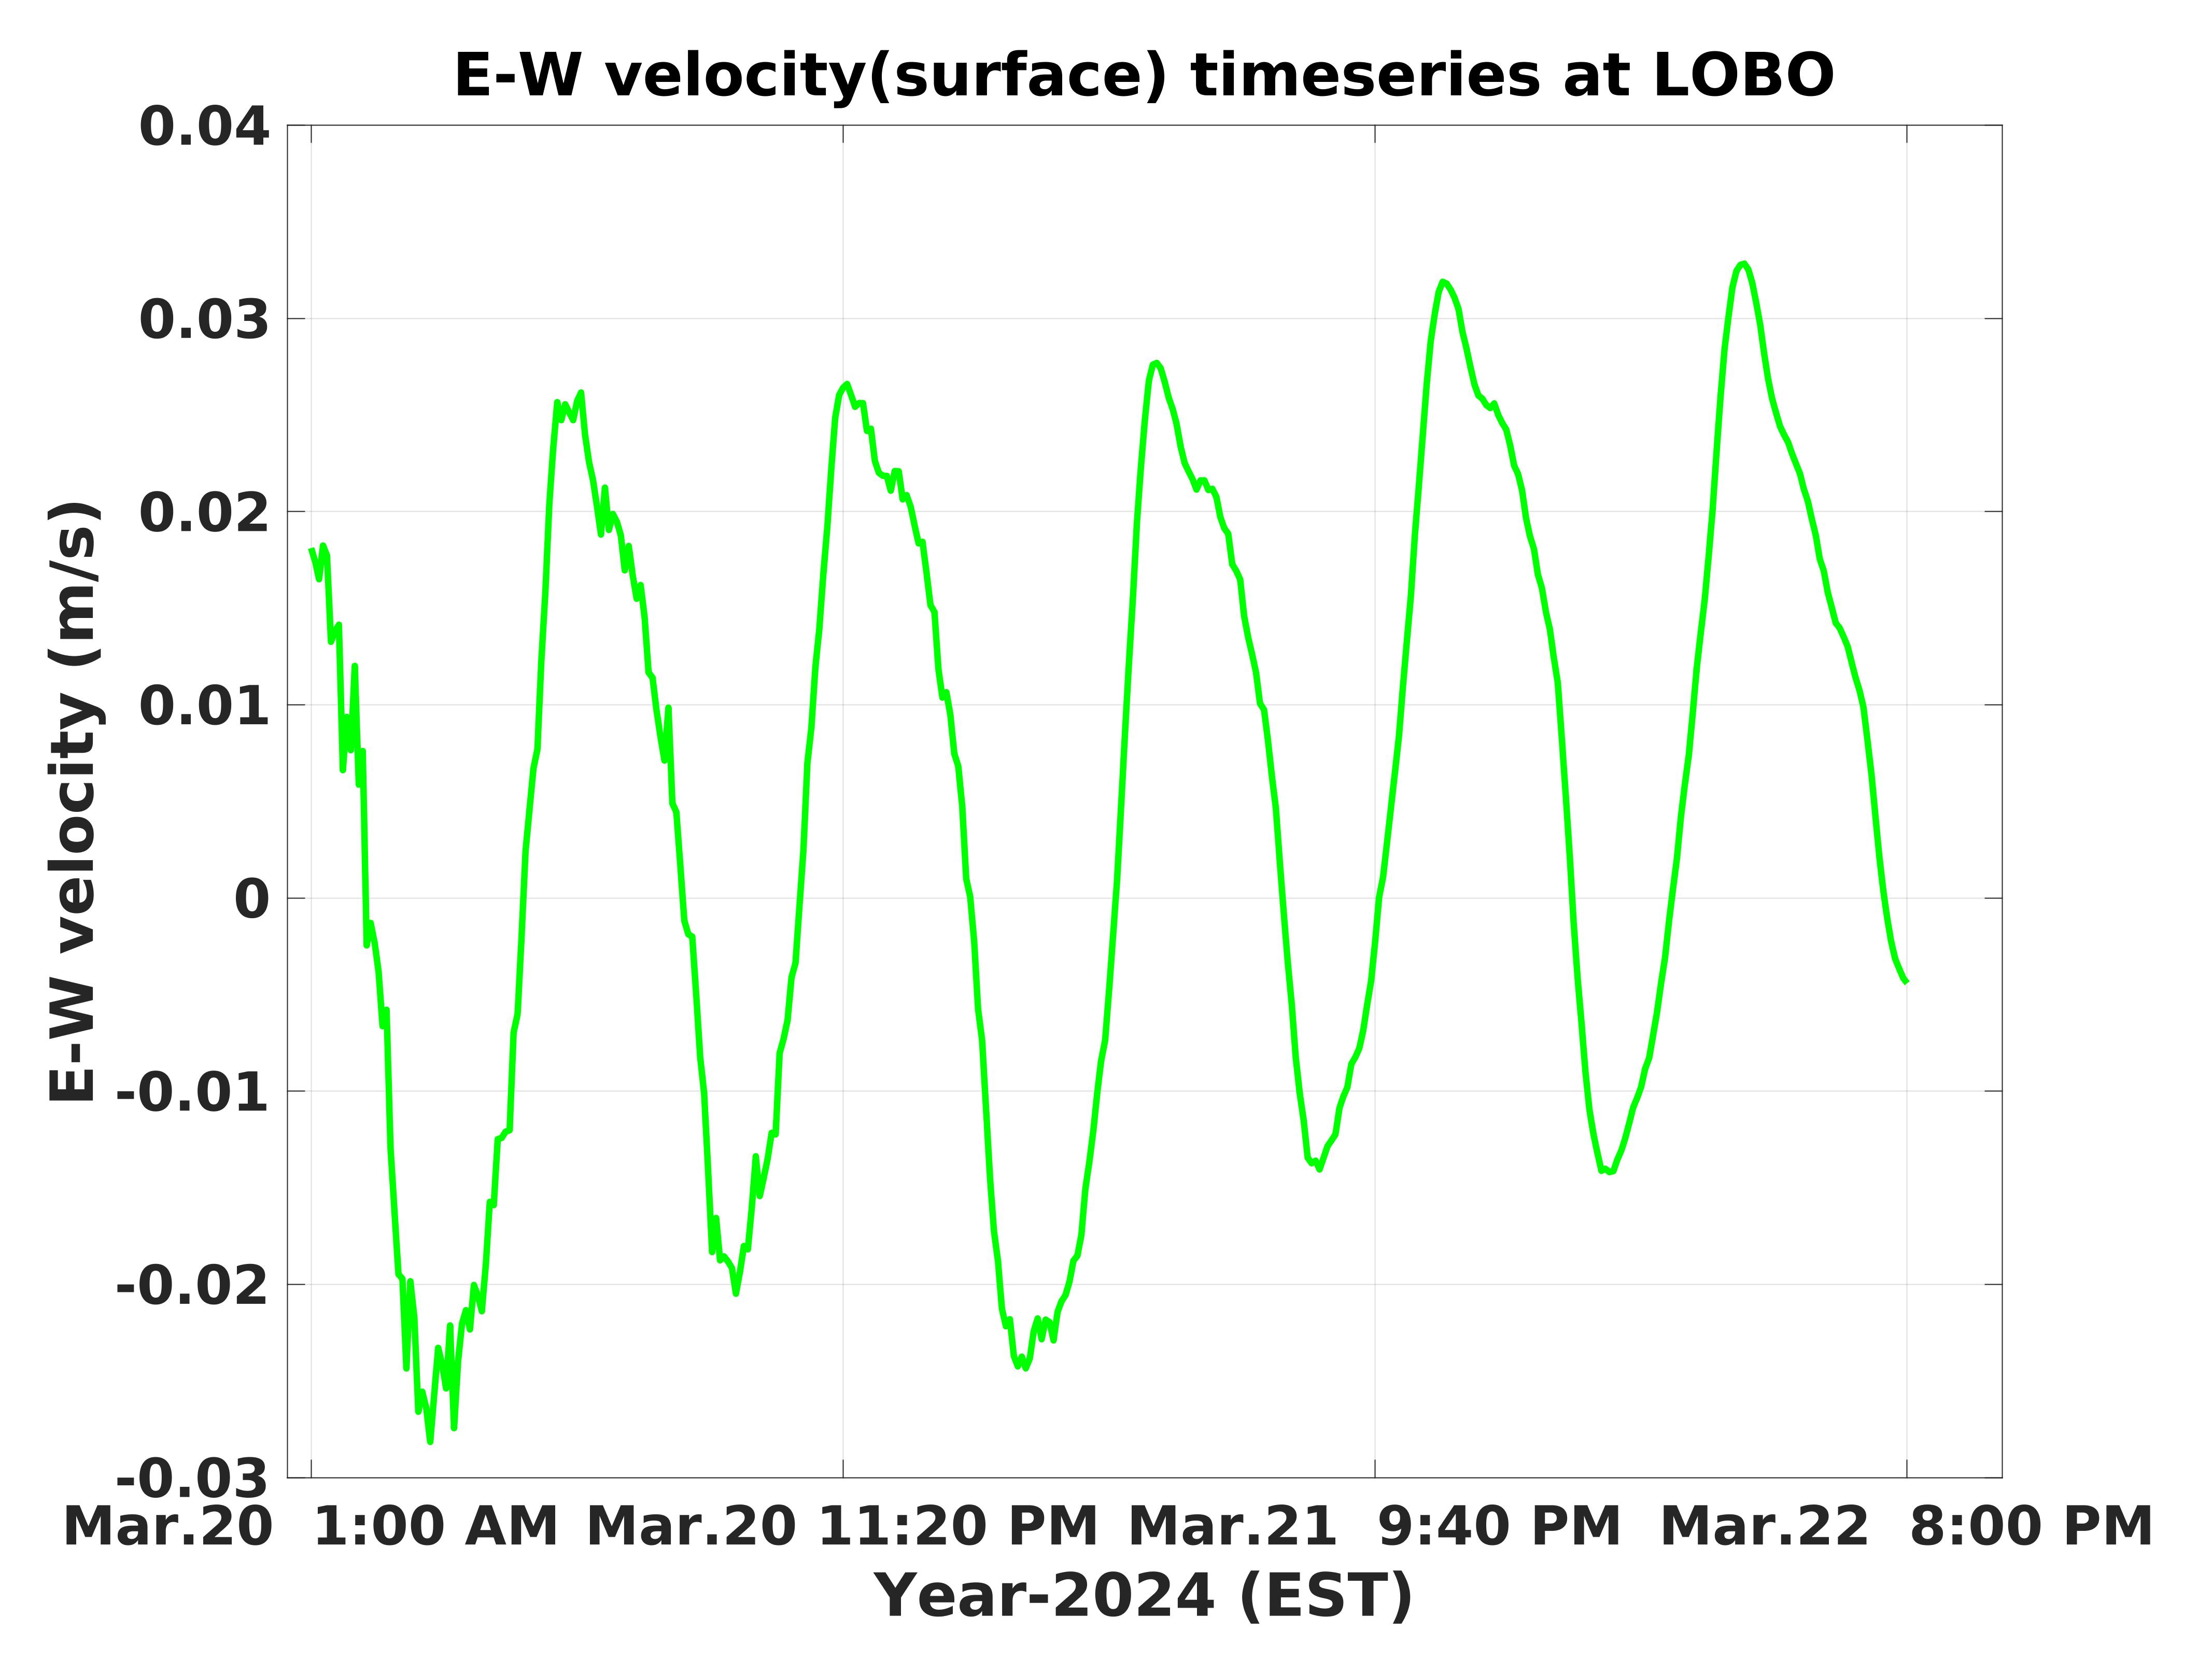 E-W velocity(surface) timeseries at LOBO
0.04
0.03
0.02
0.01
0
-0.01
-0.02
-0.03
E-W velocity (m/s)
Mar.20 1:00 AM Mar.20 11:20 PM Mar.21 9:40 PM Mar.22 8:00 PM
Year-2024 (EST)